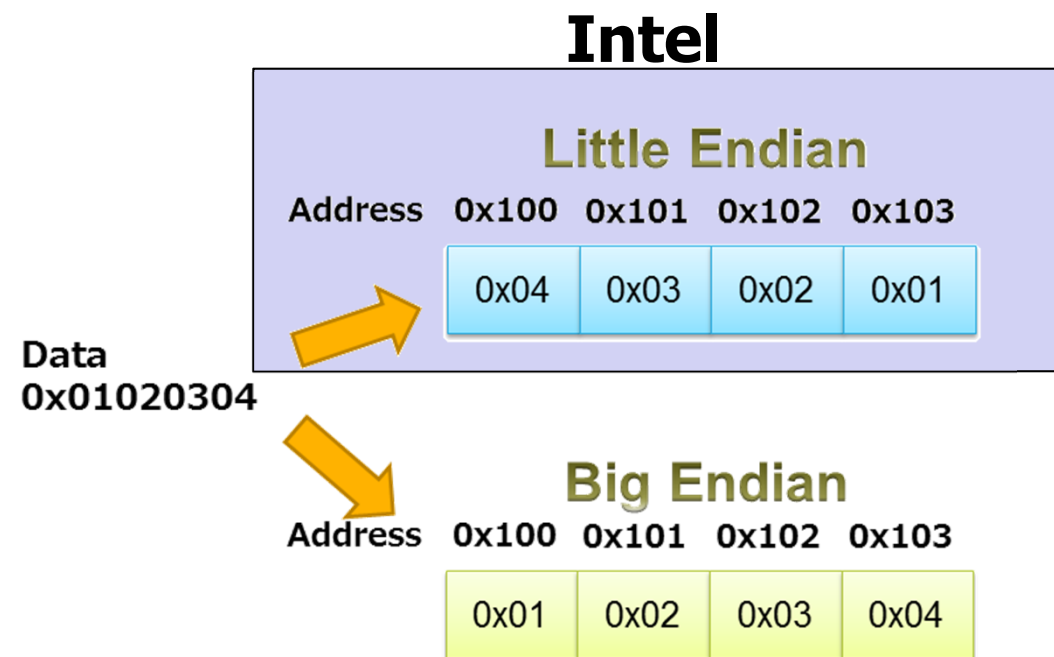 Intel
Little Endian
Address 0x100 0x101 0x102 0x103
0x04 0x03 0x02 0x01
Data
0x01020304
Big Endian
Address 0x100 0x101 0x102 0x103
0x01 0x02 0x03 0x04